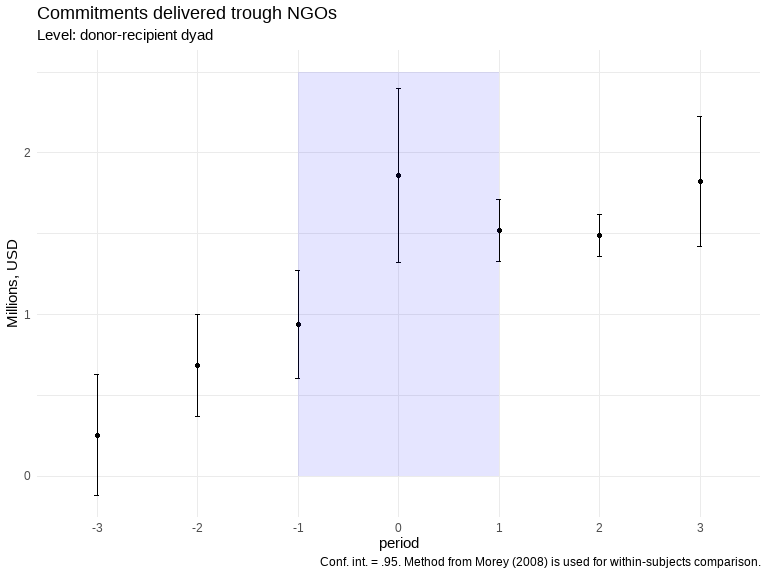 Commitments delivered trough NGOs
Level: donor-recipient dyad
Millions, USD
2
1
0
-3 -2 -1 0 1 2 3
period
Conf. int. = .95. Method from Morey (2008) is used for within-subjects comparison.